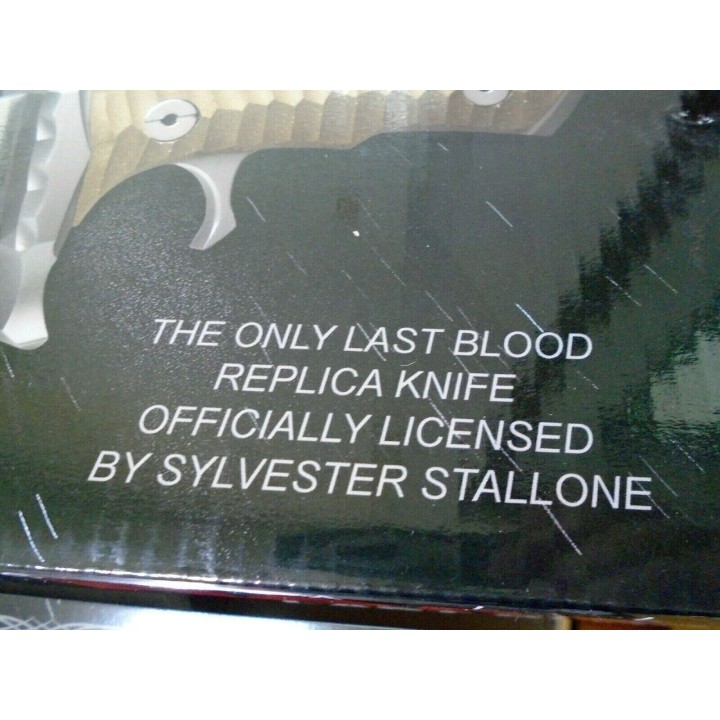 THE ONLY LAST BLOOD
REPLICA KNIFE
OFFICIALLY LICENSED
BY SYLVESTER STALLONE